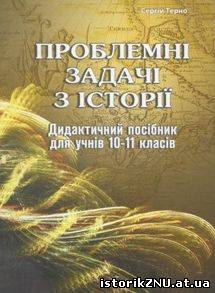 Сергій Терно
ПРОБЛЕМНІ
ЗАДАЧІ
З ІСТОРІЇ
Дидактичний посібник
для учнів 10-11 класів
istorikZNU.at.ua